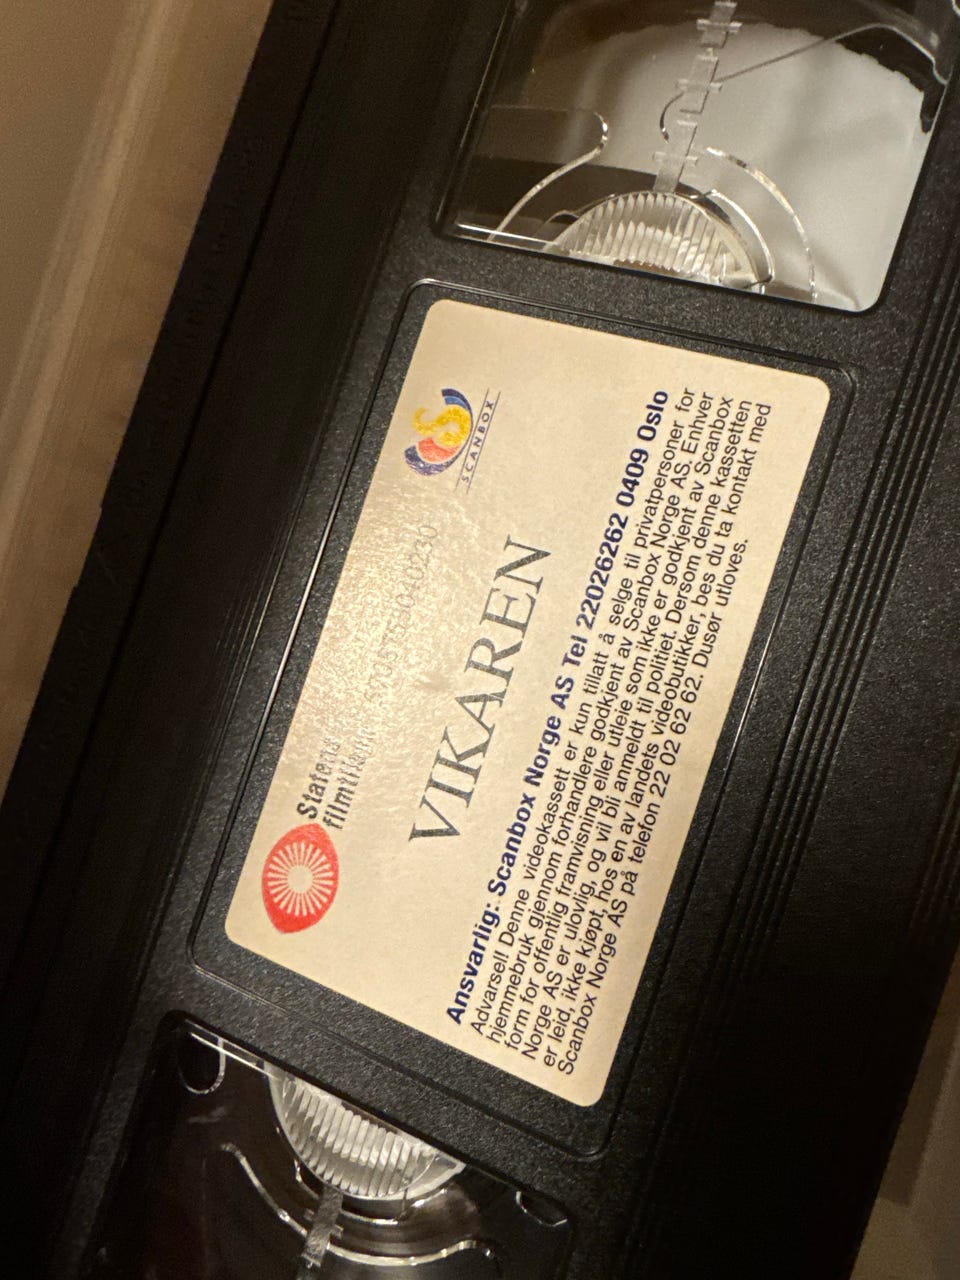 Statens
filmtilsyn
SCANBOX
VIKAREN
Ansvarlig: Scanbox Norge AS Tel 22026262 0409 Oslo
Advarsel! Denne videokassett er kun tillatt å selge til privatpersoner for
hjemmebruk gjennom forhandlere godkjent av Scanbox Norge AS. Enhver
form for offentlig framvisning eller utleie som ikke er godkjent av Scanbox
Norge AS er ulovlig, og vil bli anmeldt til politiet. Dersom denne kassetten
er leid, ikke kjøpt, hos en av landets videobutikker, bes du ta kontakt med
Scanbox Norge AS på telefon 22 02 62 62. Dusør utloves.